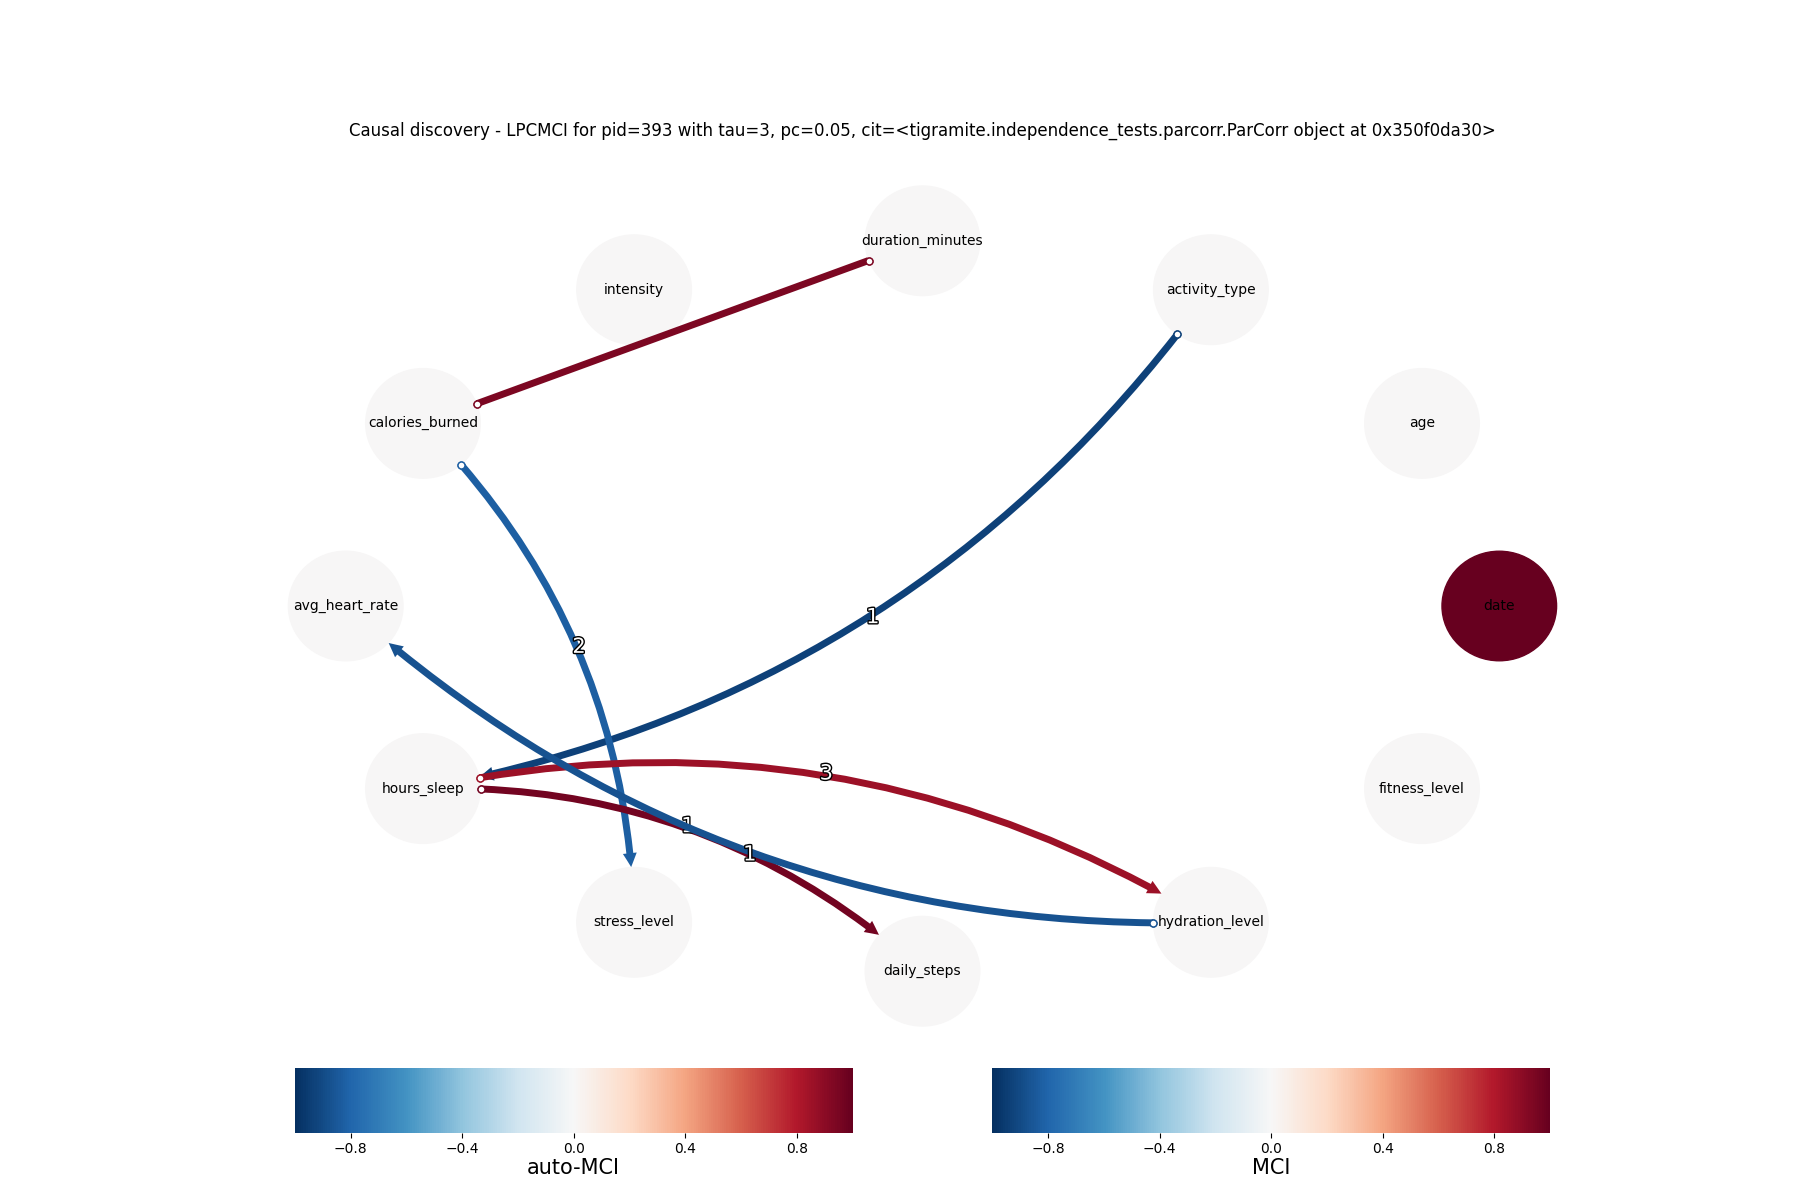 Causal discovery - LPCMCI for pid=393 with tau=3, pc=0.05, cit=<tigramite.independence_tests.parcorr.ParCorr object at 0x350f0da30>
duration_minutes
intensity
activity_type
calories_burned
age
avg_heart_rate
date
1
2
hours_sleep
3
fitness_level
1
1
stress_level
hydration_level
daily_steps
−0.8 −0.4 0.0 0.4 0.8
auto-MCI
−0.8 −0.4 0.0 0.4 0.8
MCI